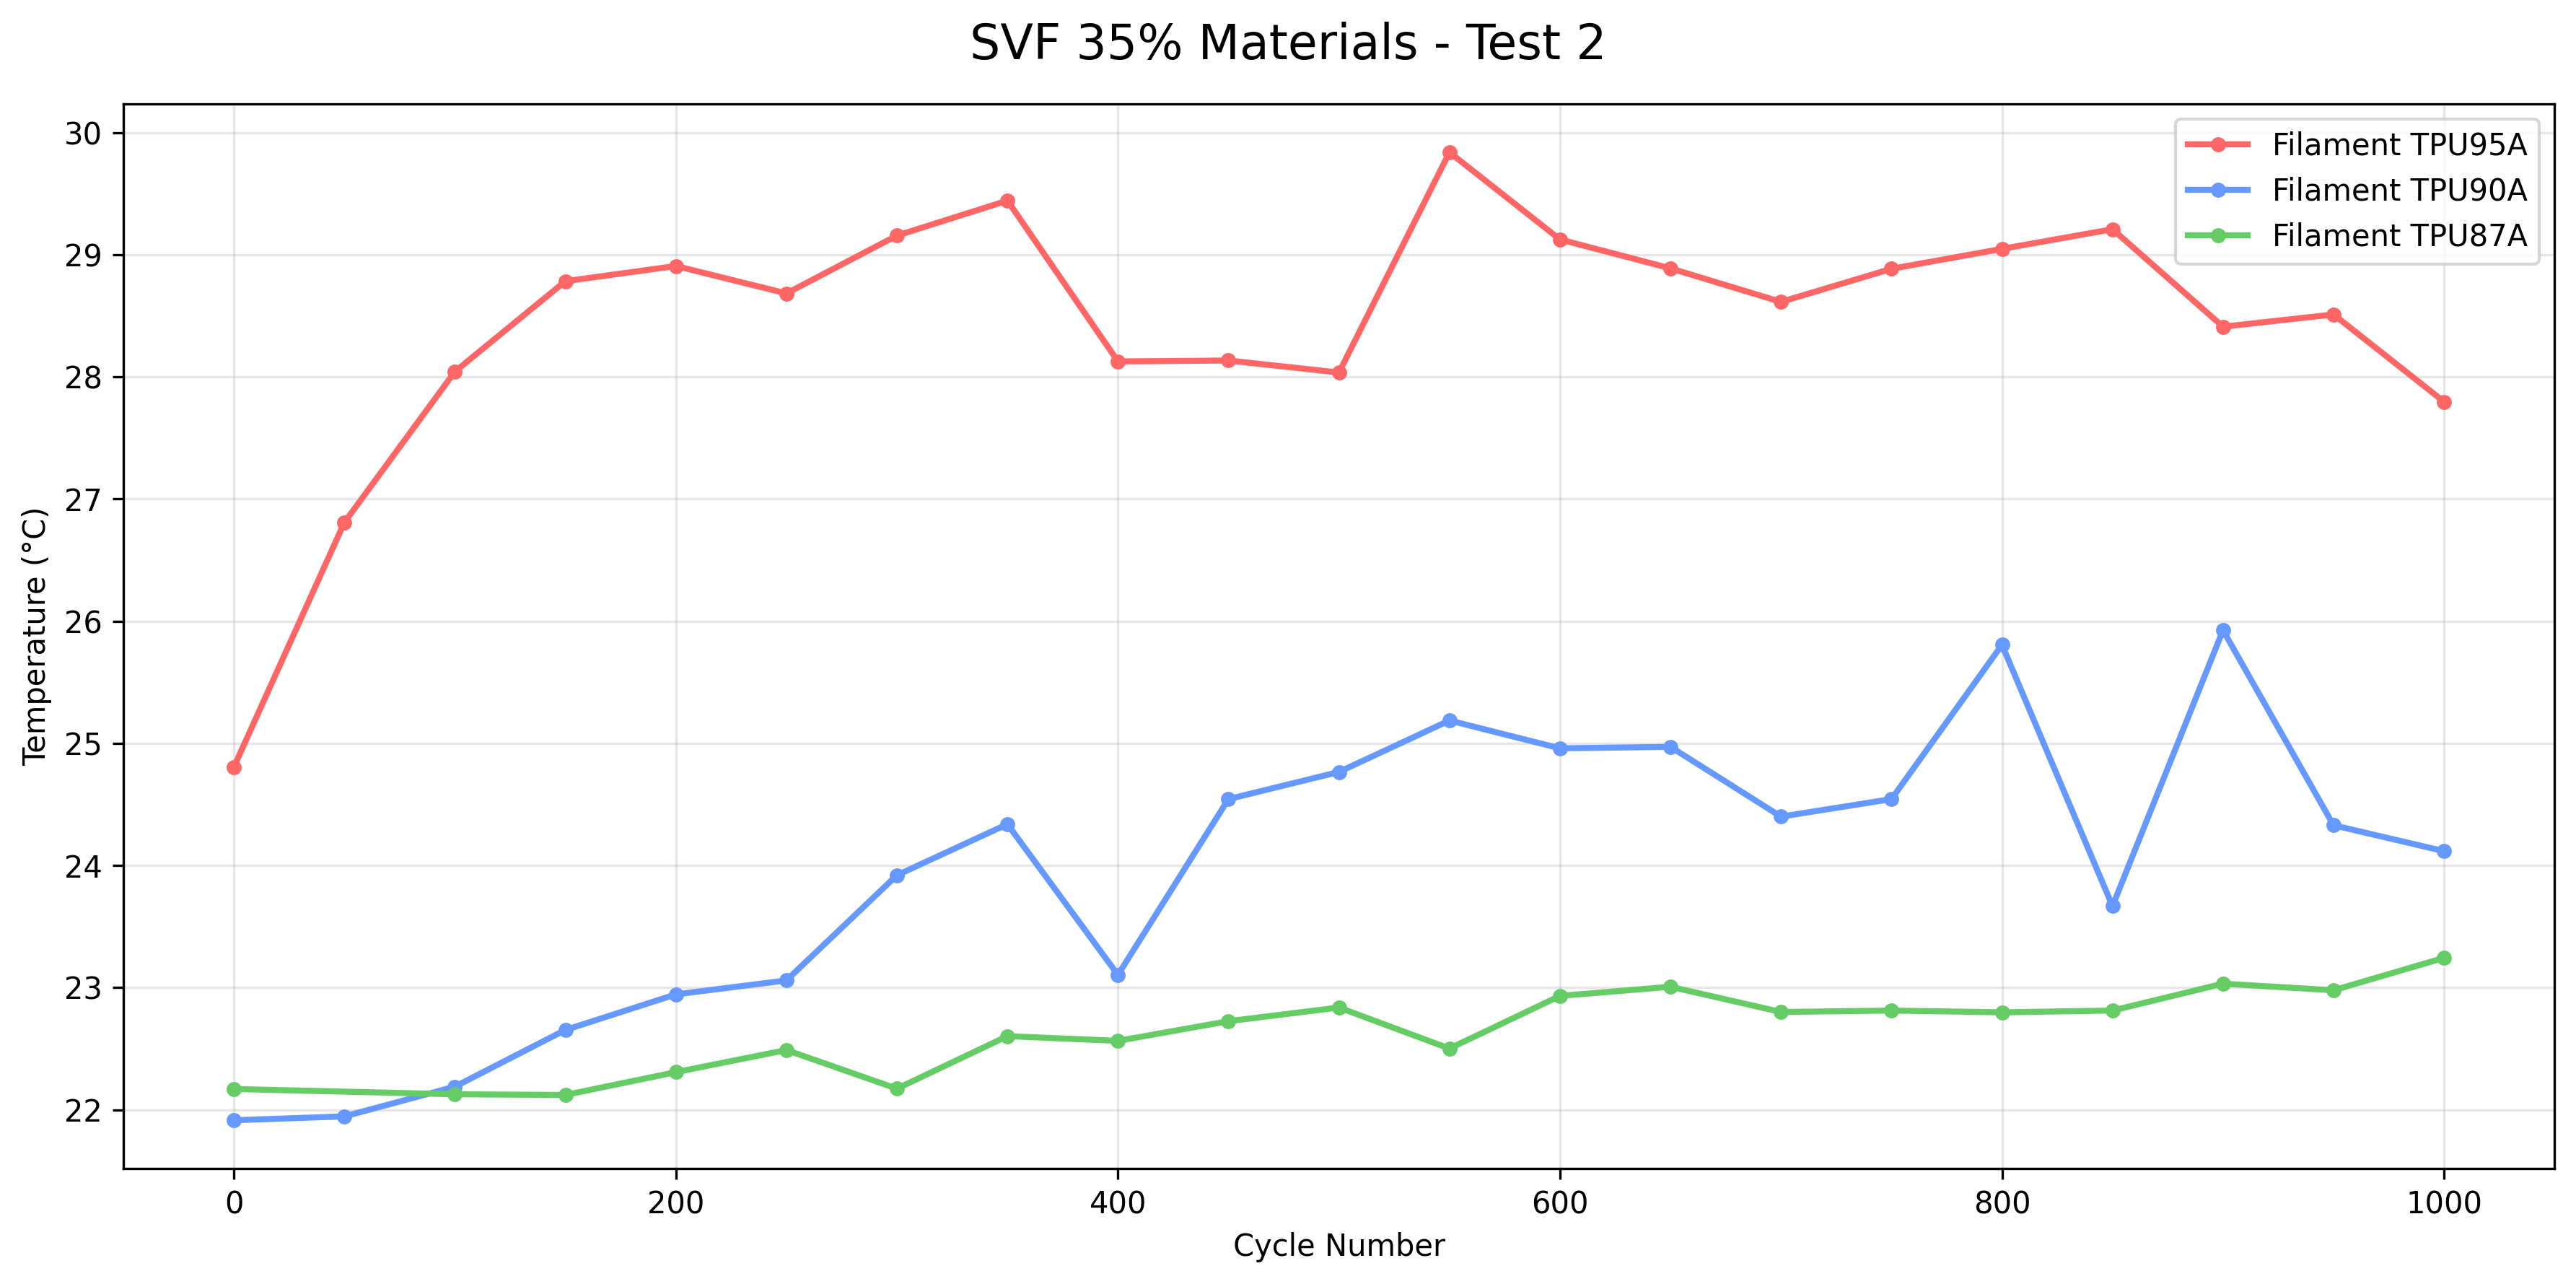 SVF 35% Materials - Test 2
Filament TPU95A
Filament TPU90A
Filament TPU87A
Temperature (°C)
30
29
28
27
26
25
24
23
22
0 200 400 600 800 1000
Cycle Number